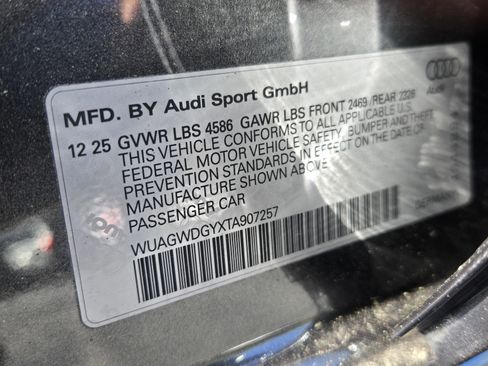 MFD. BY Audi Sport GmbH
12 25 GVWR LBS 4586 GAWR LBS FRONT 2469 /REAR 2326
THIS VEHICLE CONFORMS TO ALL APPLICABLE U.S.
FEDERAL MOTOR VEHICLE SAFETY, BUMPER AND THEFT
PREVENTION STANDARDS IN EFFECT ON THE DATE OF
MANUFACTURE SHOWN ABOVE
PASSENGER CAR
WUAGWDGYXTA907257
Audi
GERMANY